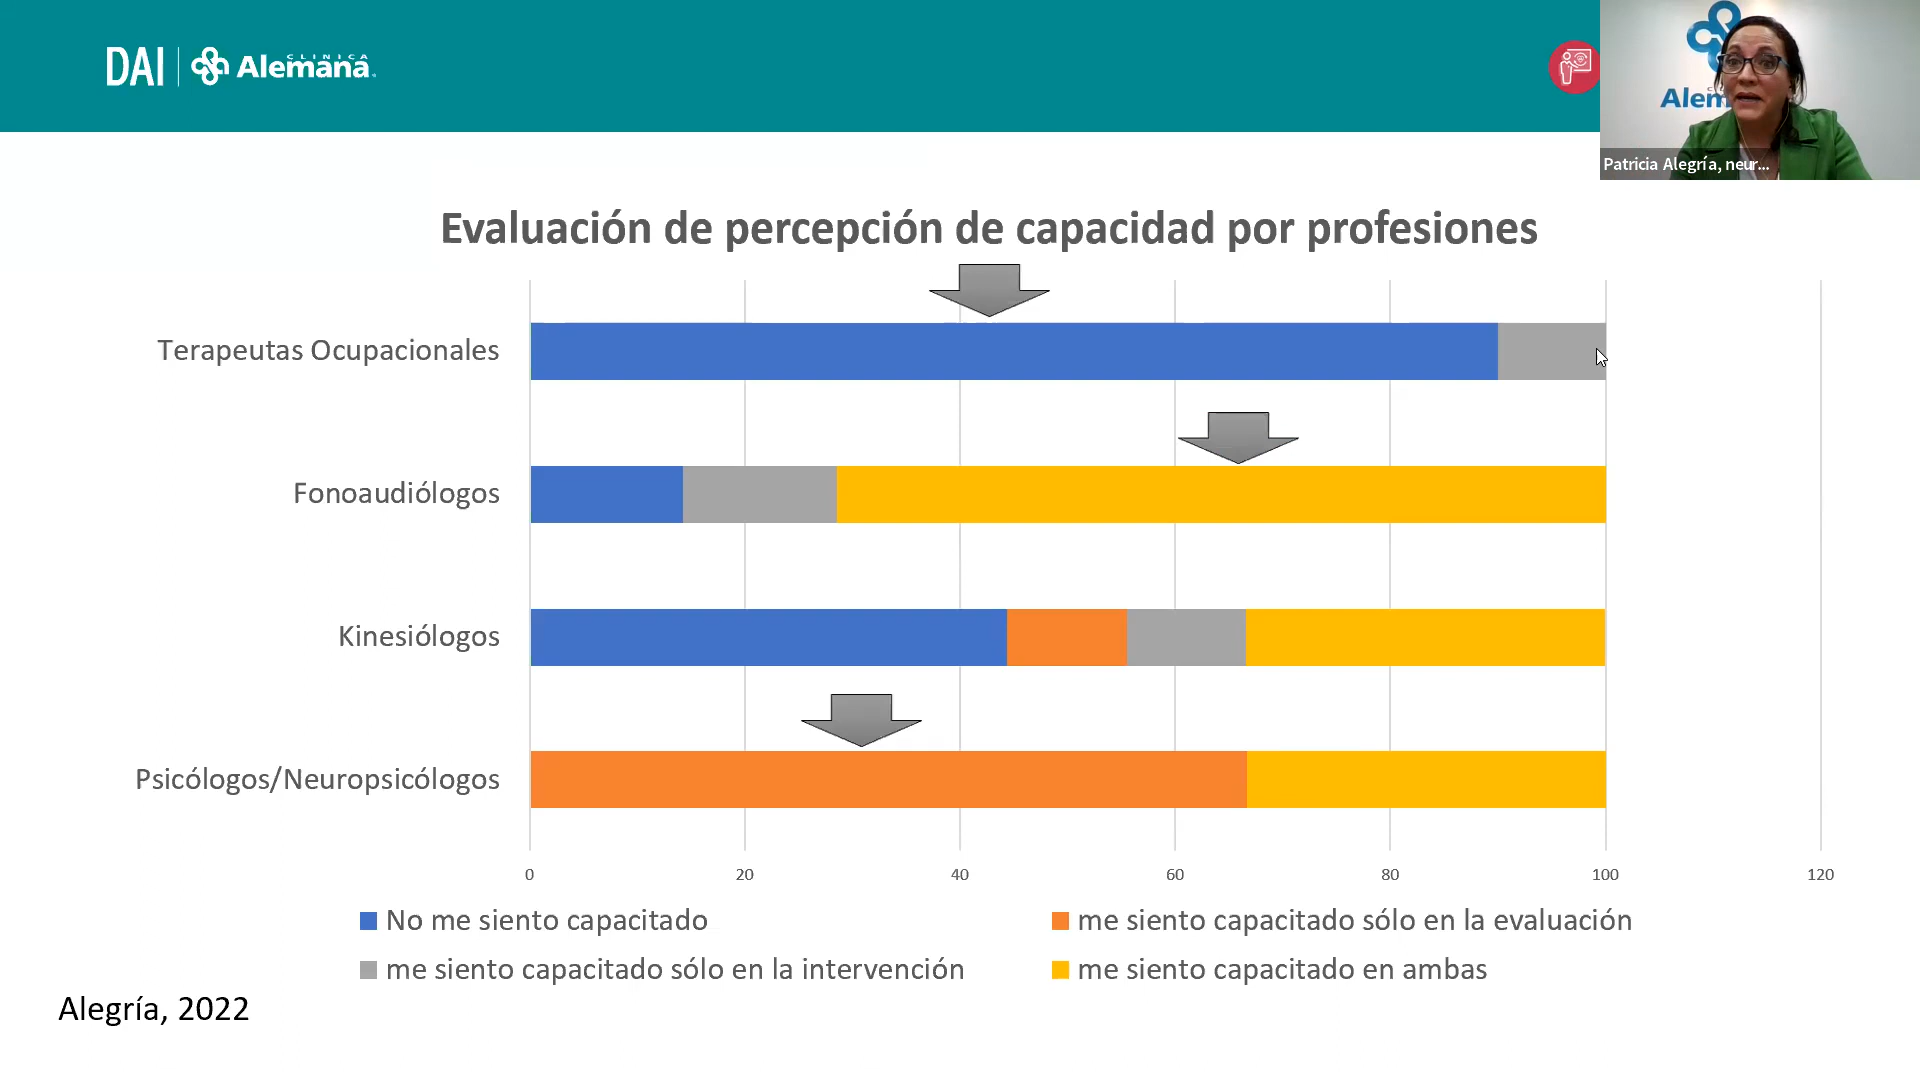 DAI
CLINICA
Alemana
Alem
Patricia Alegría, neur...
Evaluación de percepción de capacidad por profesiones
Terapeutas Ocupacionales
Fonoaudiólogos
Kinesiólogos
Psicólogos/Neuropsicólogos
0 20 40 60 80 100 120
No me siento capacitado
me siento capacitado sólo en la evaluación
me siento capacitado sólo en la intervención
me siento capacitado en ambas
Alegría, 2022